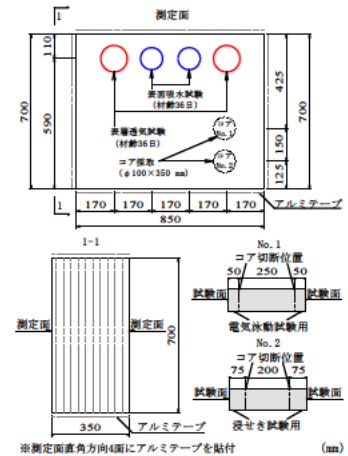 1
測定面
110
590
700
表面吸水試験
(材齢36日)
表層透気試験
(材齢36日)
コア採取
(φ100×350 mm)
コア
No.1
コア
No.2
425
150
125
700
1
170 170 170 170 170
850
アルミテープ
1-1
測定面
測定面
700
350
アルミテープ
No.1
コア切断位置
50 250 50
試験面
試験面
電気泳動試験用
No.2
コア切断位置
75 200 75
試験面
試験面
浸せき試験用
※測定面直角方向4面にアルミテープを貼付
(mm)